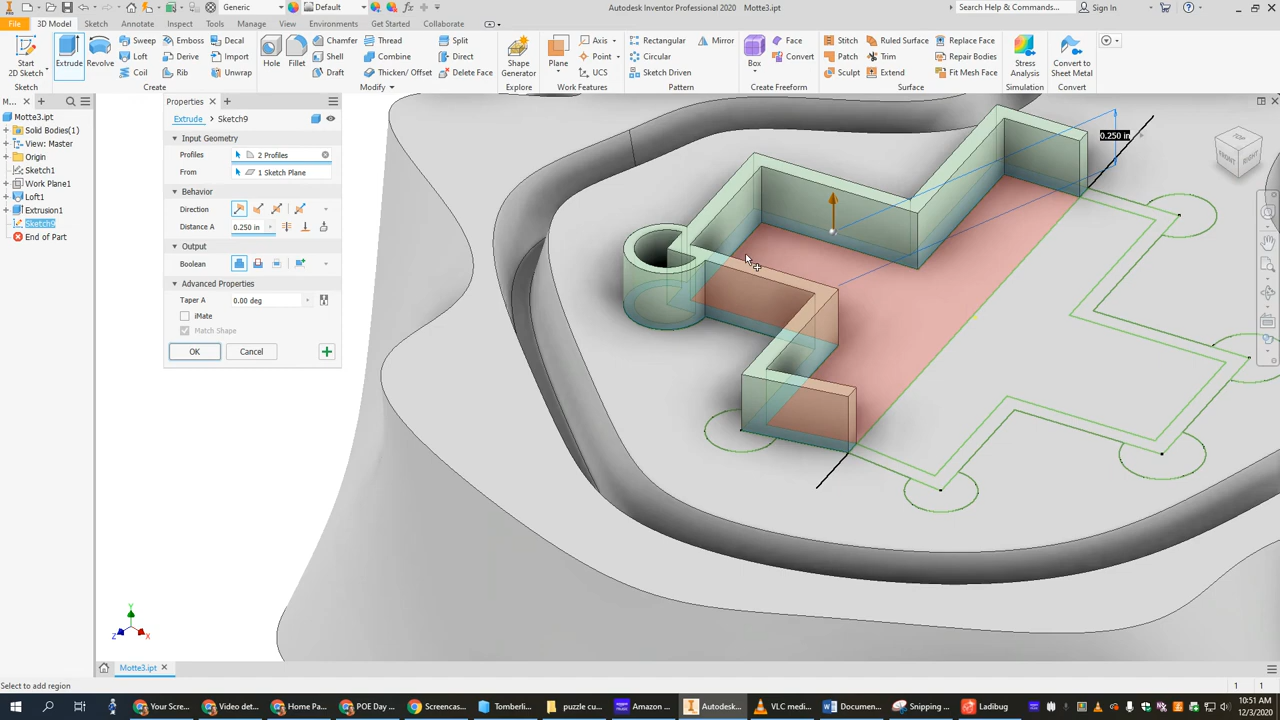 Generic
Default
Autodesk Inventor Professional 2020 Motte3.ipt
Search Help & Commands...
Sign In
File
3D Model
Sketch
Annotate
Inspect
Tools
Manage
View
Environments
Get Started
Collaborate
Start
2D Sketch
Extrude
Revolve
Sweep
Emboss
Decal
Loft
Derive
Import
Coil
Rib
Unwrap
Hole
Fillet
Chamfer
Thread
Split
Shell
Combine
Direct
Draft
Thicken/ Offset
Delete Face
Shape
Generator
Plane
Axis
Point
UCS
Rectangular
Mirror
Circular
Sketch Driven
Box
Face
Convert
Stitch
Ruled Surface
Replace Face
Patch
Trim
Repair Bodies
Sculpt
Extend
Fit Mesh Face
Stress
Analysis
Convert to
Sheet Metal
Sketch
Create
Modify
Explore
Work Features
Pattern
Create Freeform
Surface
Simulation
Convert
M...
Motte3.ipt
Solid Bodies(1)
View: Master
Origin
Sketch1
Work Plane1
Loft1
Extrusion1
Sketch9
End of Part
Properties
Extrude > Sketch9
Input Geometry
Profiles
2 Profiles
From
1 Sketch Plane
Behavior
Direction
Distance A
0.250 in
Output
Boolean
Advanced Properties
Taper A
0.00 deg
iMate
Match Shape
OK
Cancel
0.250 in
TOP
FRONT
RIGHT
Y
Z
X
Motte3.ipt
Select to add region
1
1
Your Scre...
Video det...
Home Pa...
POE Day ...
Screencas...
Tomberli...
puzzle cu...
Amazon ...
Autodes...
VLC medi...
Documen...
Snipping ...
Ladibug
10:51 AM
12/3/2020